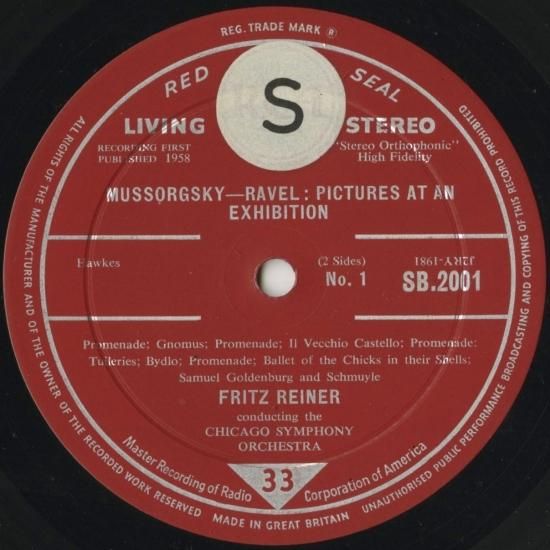 REG. TRADE MARK ®
RED SEAL
S
LIVING STEREO
RECORDING FIRST
PUBLISHED 1958
"Stereo Orthophonic"
High Fidelity
MUSSORGSKY—RAVEL: PICTURES AT AN
EXHIBITION
Hawkes
(2 Sides)
No. 1
J2RY-1981
SB.2001
Promenade; Gnomus; Promenade; Il Vecchio Castello; Promenade;
Tuileries; Bydlo; Promenade; Ballet of the Chicks in their Shells;
Samuel Goldenburg and Schmuyle
FRITZ REINER
conducting the
CHICAGO SYMPHONY
ORCHESTRA
Master Recording of Radio Corporation of America
33
ALL RIGHTS OF THE MANUFACTURER AND OF THE OWNER OF THE RECORDED WORK RESERVED
MADE IN GREAT BRITAIN
UNAUTHORISED PUBLIC PERFORMANCE BROADCASTING AND COPYING OF THIS RECORD PROHIBITED